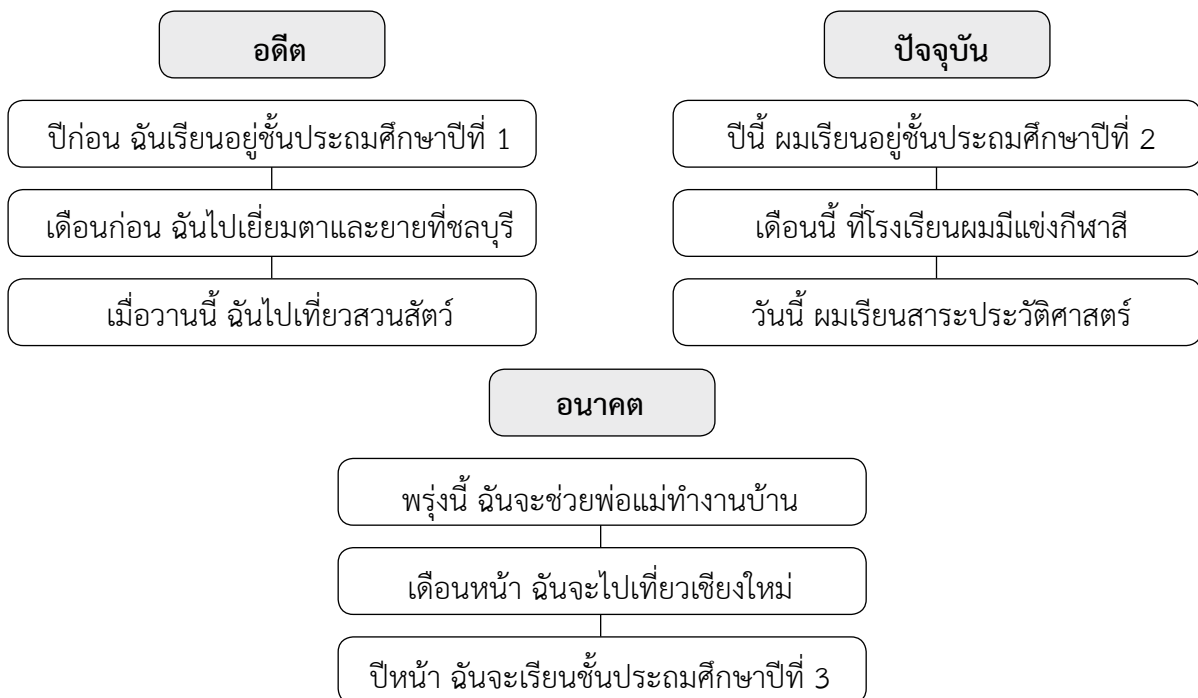 อดีต
ปีก่อน ฉันเรียนอยู่ชั้นประถมศึกษาปีที่ 1
เดือนก่อน ฉันไปเยี่ยมตาและยายที่ชลบุรี
เมื่อวานนี้ ฉันไปเที่ยวสวนสัตว์
ปัจจุบัน
ปีนี้ ผมเรียนอยู่ชั้นประถมศึกษาปีที่ 2
เดือนนี้ ที่โรงเรียนผมมีแข่งกีฬาสี
วันนี้ ผมเรียนสาระประวัติศาสตร์
อนาคต
พรุ่งนี้ ฉันจะช่วยพ่อแม่ทำงานบ้าน
เดือนหน้า ฉันจะไปเที่ยวเชียงใหม่
ปีหน้า ฉันจะเรียนชั้นประถมศึกษาปีที่ 3